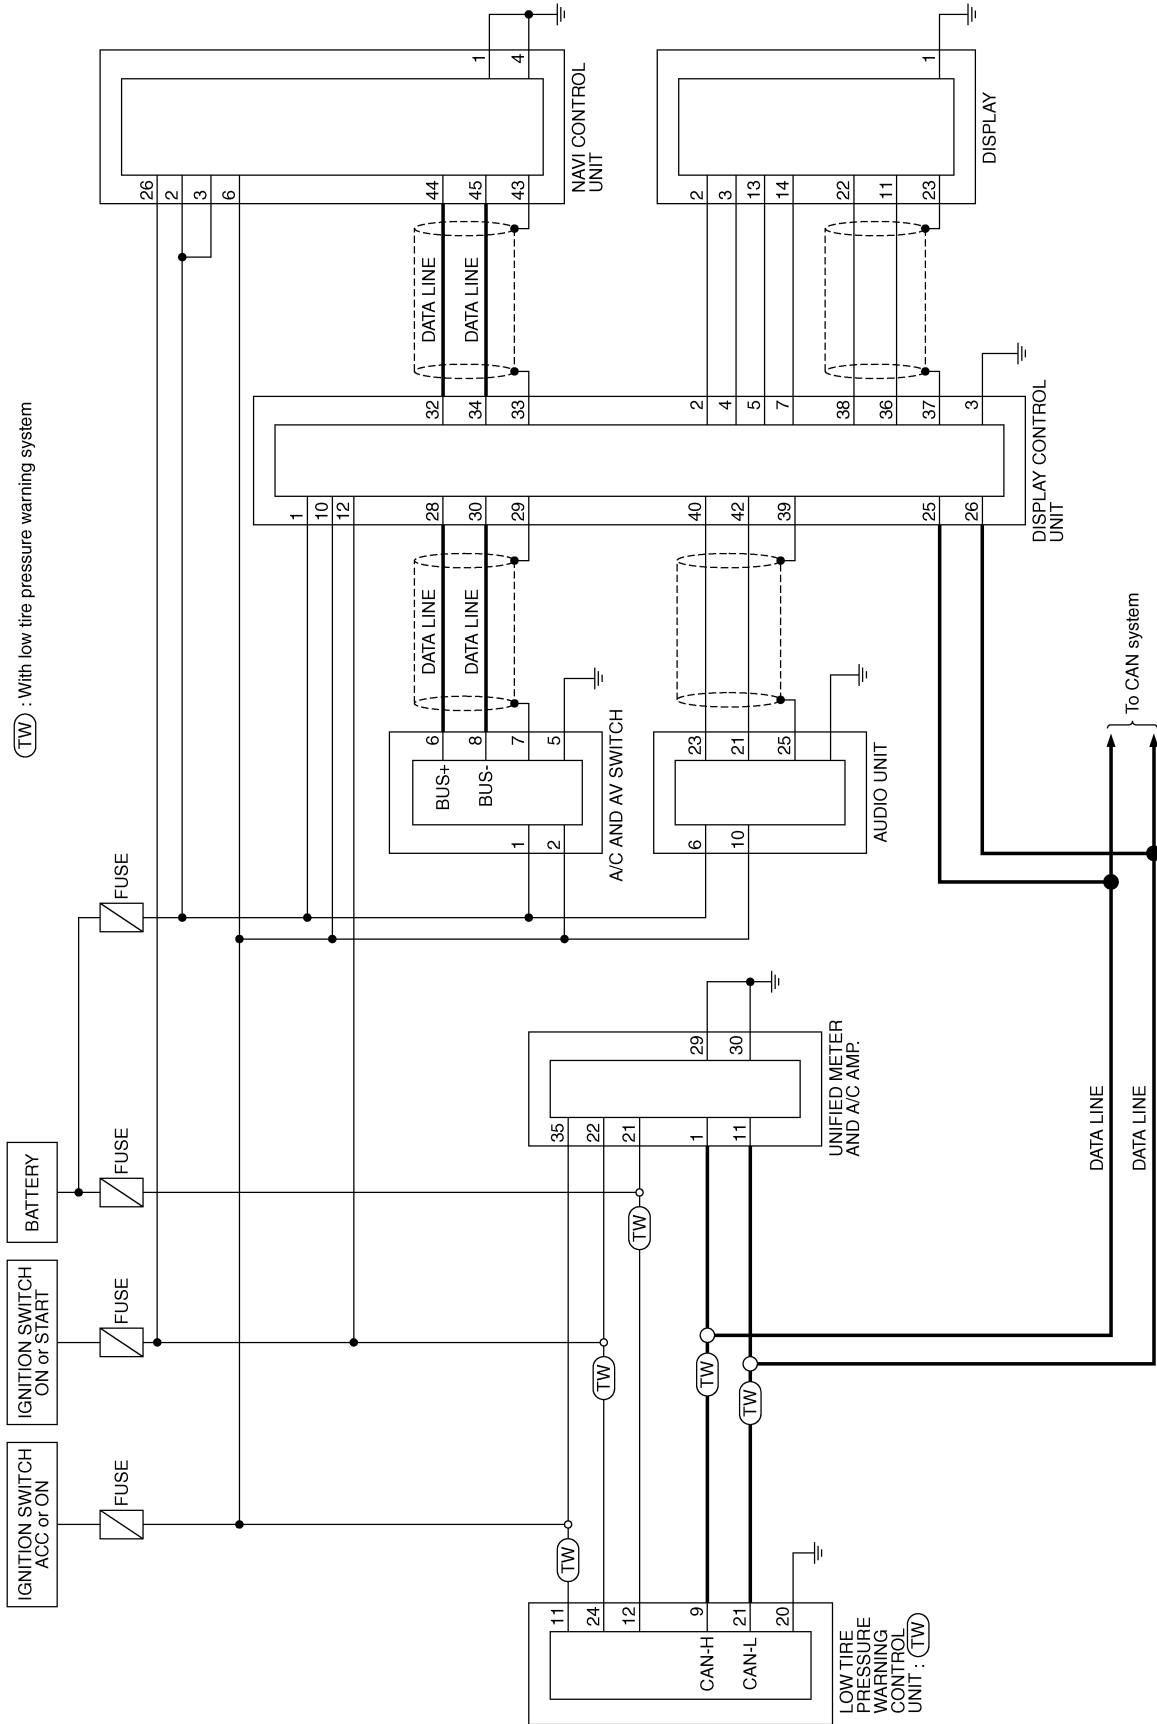 TW : With low tire pressure warning system
BATTERY
IGNITION SWITCH
ON or START
IGNITION SWITCH
ACC or ON
FUSE
FUSE
FUSE
FUSE
1
4
26
2
3
6
44
45
43
NAVI CONTROL
UNIT
DATA LINE
DATA LINE
1
2
3
13
14
22
11
23
DISPLAY
32
34
33
2
4
5
7
38
36
37
3
1
10
12
28
30
29
40
42
39
25
26
DISPLAY CONTROL
UNIT
DATA LINE
DATA LINE
6
8
7
5
BUS+
BUS-
1
2
A/C AND AV SWITCH
23
21
25
6
10
AUDIO UNIT
To CAN system
29
30
35
22
21
1
11
UNIFIED METER
AND A/C AMP.
DATA LINE
DATA LINE
TW
TW
TW
TW
TW
11
24
12
9
21
20
CAN-H
CAN-L
LOW TIRE
PRESSURE
WARNING
CONTROL
UNIT : TW